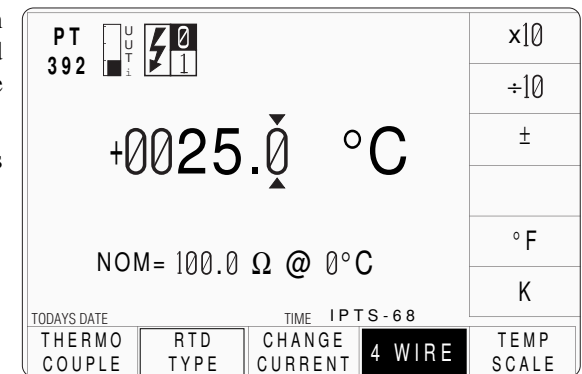 PT
392
UUTi
0
1
x10
÷10
±
+0025.0 °C
°F
K
NOM= 100.0 Ω @ 0°C
TODAYS DATE TIME IPTS-68
THERMO
COUPLE
RTD
TYPE
CHANGE
CURRENT
4 WIRE
TEMP
SCALE